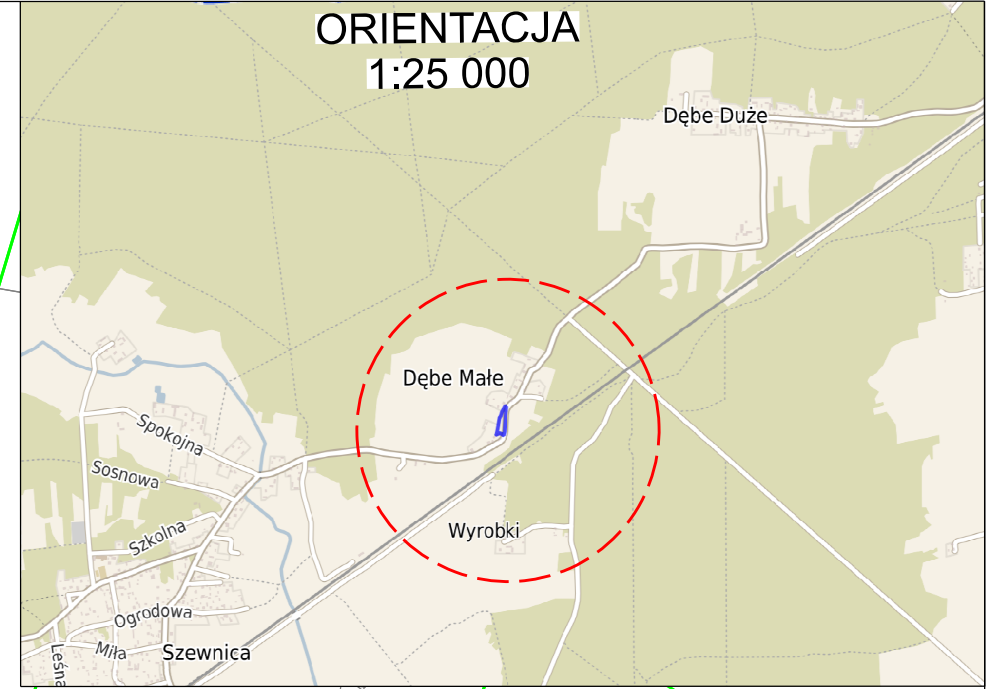 ORIENTACJA
1:25 000
Dębe Duże
Dębe Małe
Spokojna
Sosnowa
Szkolna
Wyrobki
Ogrodowa
Miła
Szewnica
Leśna